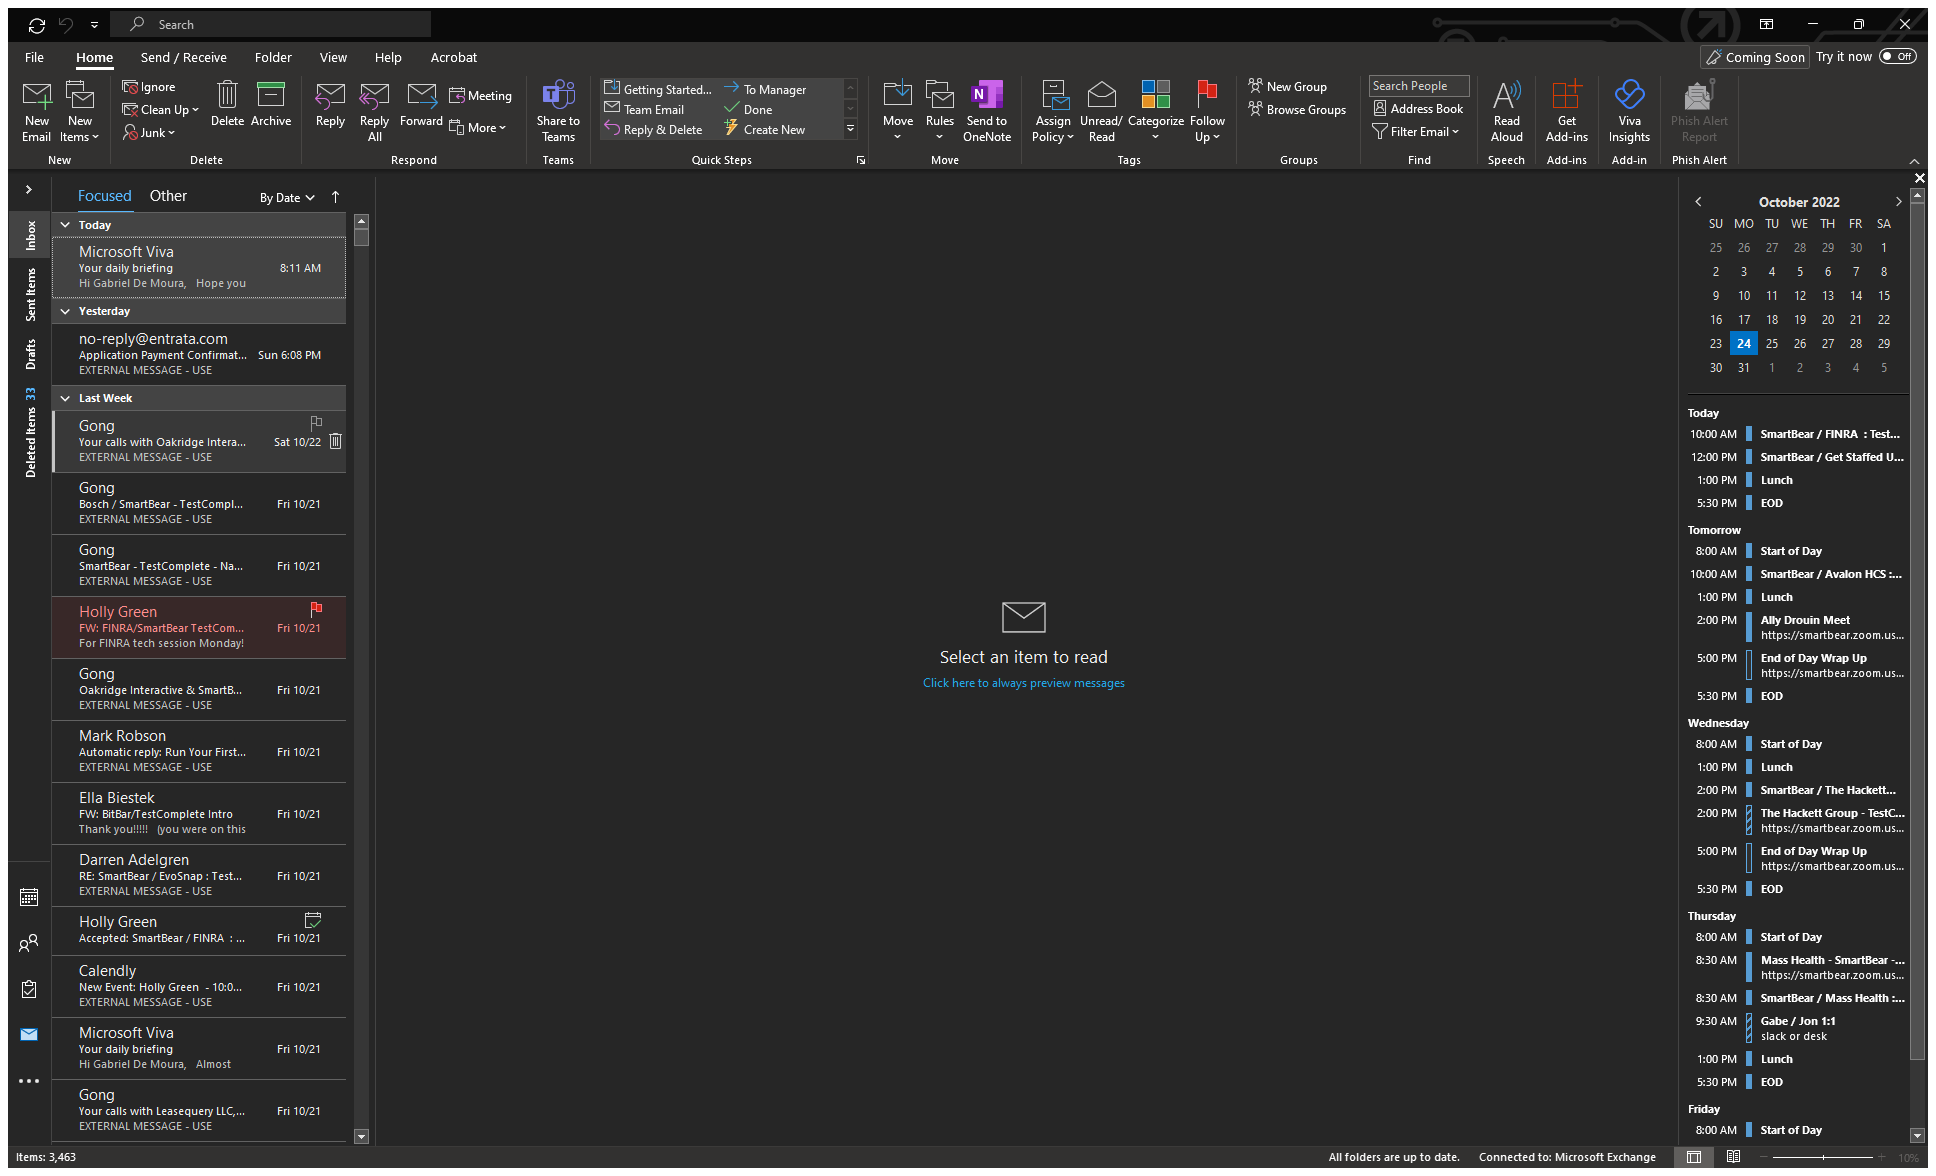 Search
File Home Send / Receive Folder View Help Acrobat
Coming Soon Try it now Off
New Email
New Items
New
Ignore
Clean Up
Junk
Delete
Archive
Delete
Reply
Reply All
Forward
Meeting
More
Respond
Share to Teams
Teams
Getting Started...
Team Email
Reply & Delete
To Manager
Done
Create New
Quick Steps
Move
Rules
Send to OneNote
Move
Assign Policy
Unread/ Read
Categorize
Follow Up
Tags
New Group
Browse Groups
Groups
Search People
Address Book
Filter Email
Find
Read Aloud
Speech
Get Add-ins
Add-ins
Viva Insights
Add-in
Phish Alert Report
Phish Alert
Inbox
Sent Items
Drafts
Deleted Items 33
Focused Other By Date
Today
Microsoft Viva
Your daily briefing 8:11 AM
Hi Gabriel De Moura, Hope you
Yesterday
no-reply@entrata.com
Application Payment Confirmat... Sun 6:08 PM
EXTERNAL MESSAGE - USE
Last Week
Gong
Your calls with Oakridge Intera... Sat 10/22
EXTERNAL MESSAGE - USE
Gong
Bosch / SmartBear - TestCompl... Fri 10/21
EXTERNAL MESSAGE - USE
Gong
SmartBear - TestComplete - Na... Fri 10/21
EXTERNAL MESSAGE - USE
Holly Green
FW: FINRA/SmartBear TestCom... Fri 10/21
For FINRA tech session Monday!
Gong
Oakridge Interactive & SmartB... Fri 10/21
EXTERNAL MESSAGE - USE
Mark Robson
Automatic reply: Run Your First... Fri 10/21
EXTERNAL MESSAGE - USE
Ella Biestek
FW: BitBar/TestComplete Intro Fri 10/21
Thank you!!!!! (you were on this
Darren Adelgren
RE: SmartBear / EvoSnap : Test... Fri 10/21
EXTERNAL MESSAGE - USE
Holly Green
Accepted: SmartBear / FINRA : ... Fri 10/21
Calendly
New Event: Holly Green - 10:0... Fri 10/21
EXTERNAL MESSAGE - USE
Microsoft Viva
Your daily briefing Fri 10/21
Hi Gabriel De Moura, Almost
Gong
Your calls with Leasequery LLC,... Fri 10/21
EXTERNAL MESSAGE - USE
Select an item to read
Click here to always preview messages
October 2022
SU MO TU WE TH FR SA
25 26 27 28 29 30 1
2 3 4 5 6 7 8
9 10 11 12 13 14 15
16 17 18 19 20 21 22
23 24 25 26 27 28 29
30 31 1 2 3 4 5
Today
10:00 AM SmartBear / FINRA : Test...
12:00 PM SmartBear / Get Staffed U...
1:00 PM Lunch
5:30 PM EOD
Tomorrow
8:00 AM Start of Day
10:00 AM SmartBear / Avalon HCS :...
1:00 PM Lunch
2:00 PM Ally Drouin Meet
https://smartbear.zoom.us...
5:00 PM End of Day Wrap Up
https://smartbear.zoom.us...
5:30 PM EOD
Wednesday
8:00 AM Start of Day
1:00 PM Lunch
2:00 PM SmartBear / The Hackett...
2:00 PM The Hackett Group - TestC...
https://smartbear.zoom.us...
5:00 PM End of Day Wrap Up
https://smartbear.zoom.us...
5:30 PM EOD
Thursday
8:00 AM Start of Day
8:30 AM Mass Health - SmartBear -...
https://smartbear.zoom.us...
8:30 AM SmartBear / Mass Health :...
9:30 AM Gabe / Jon 1:1
slack or desk
1:00 PM Lunch
5:30 PM EOD
Friday
8:00 AM Start of Day
Items: 3,463 All folders are up to date. Connected to: Microsoft Exchange 10%